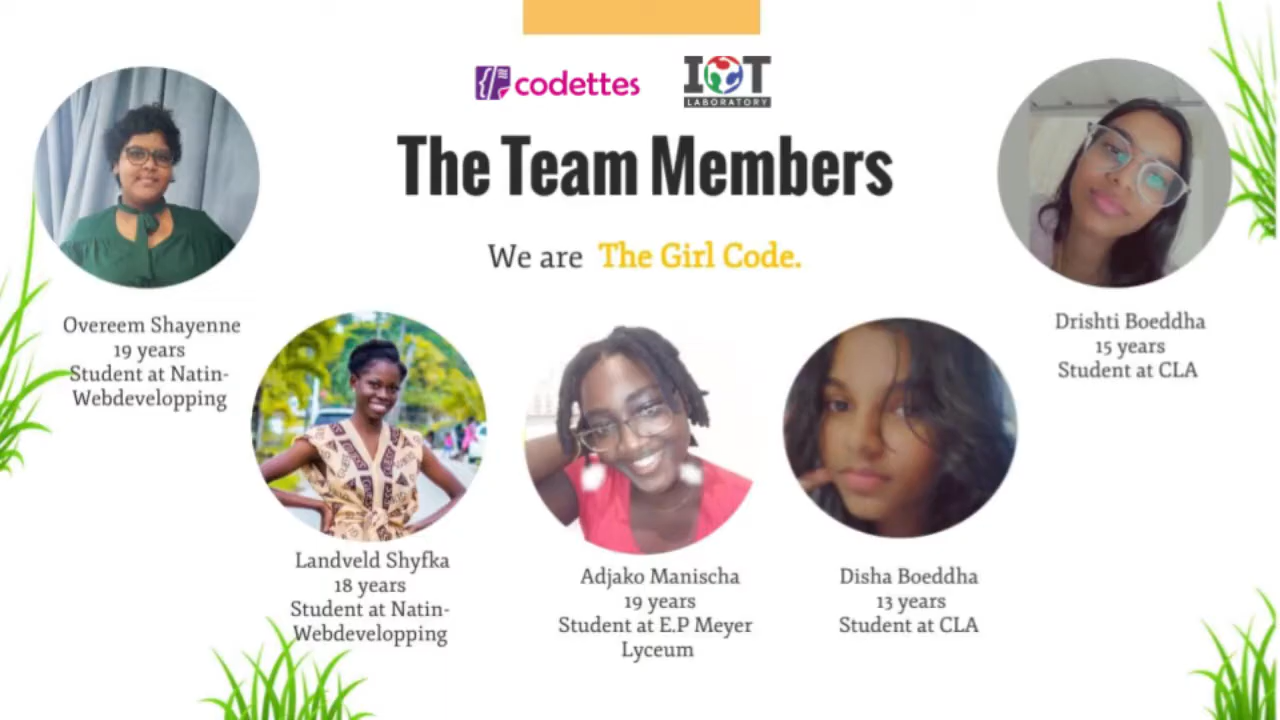 codettes
IOT
LABORATORY
The Team Members
We are The Girl Code.
Overeem Shayenne
19 years
Student at Natin-
Webdevelopping
Landveld Shyfka
18 years
Student at Natin-
Webdevelopping
Adjako Manischa
19 years
Student at E.P Meyer
Lyceum
Disha Boeddha
13 years
Student at CLA
Drishti Boeddha
15 years
Student at CLA